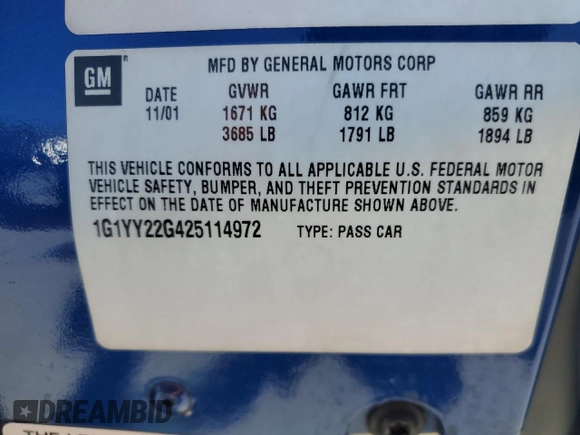 GM®
MFD BY GENERAL MOTORS CORP
DATE GVWR GAWR FRT GAWR RR
11/01 1671 KG 812 KG 859 KG
3685 LB 1791 LB 1894 LB
THIS VEHICLE CONFORMS TO ALL APPLICABLE U.S. FEDERAL MOTOR
VEHICLE SAFETY, BUMPER, AND THEFT PREVENTION STANDARDS IN
EFFECT ON THE DATE OF MANUFACTURE SHOWN ABOVE.
1G1YY22G425114972 TYPE: PASS CAR
DREAMBID